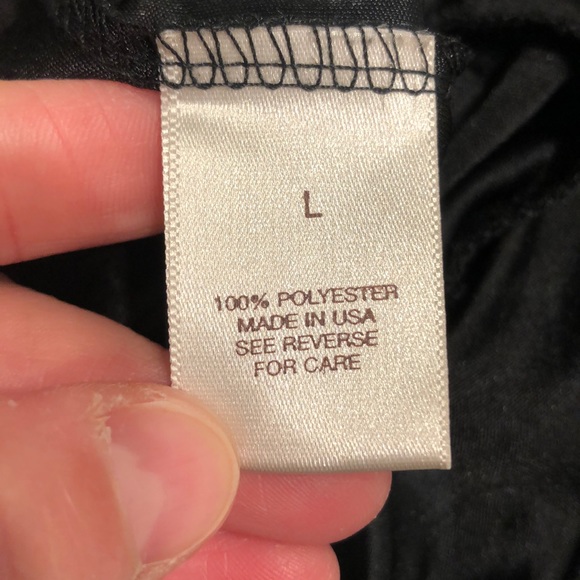 L
100% POLYESTER
MADE IN USA
SEE REVERSE
FOR CARE